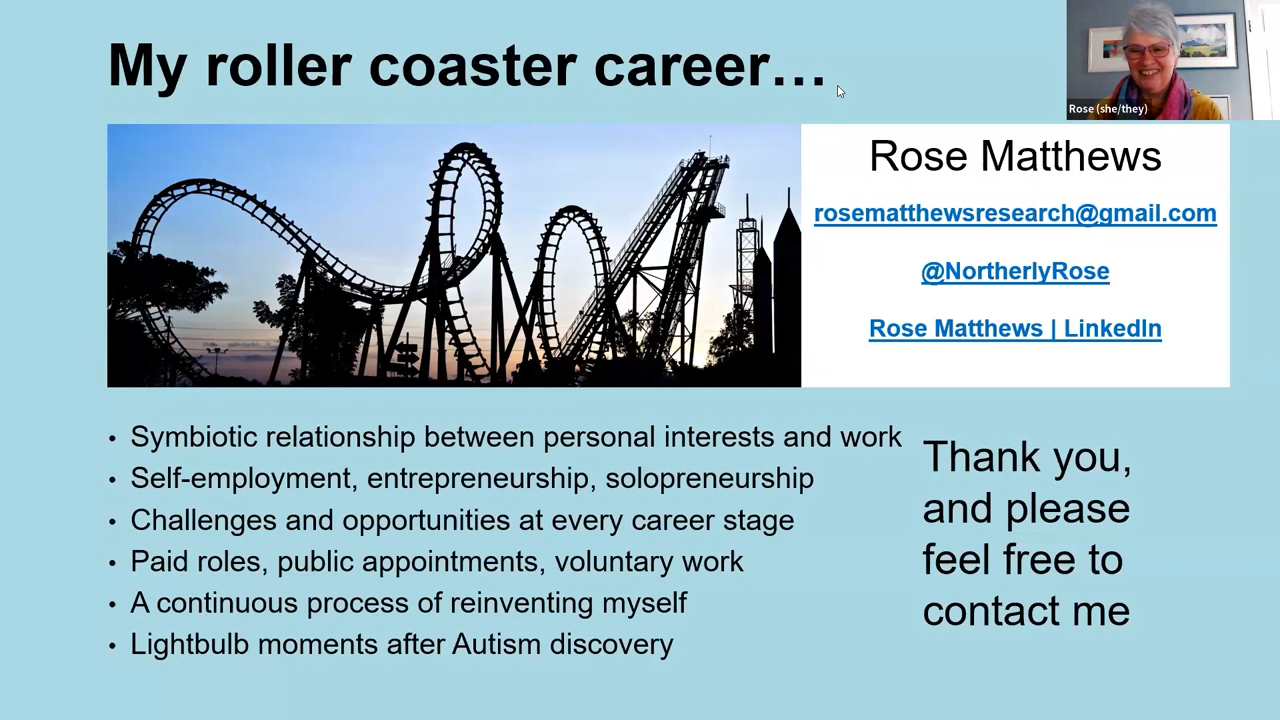 My roller coaster career…
Rose (she/they)
Rose Matthews
rosematthewsresearch@gmail.com
@NortherlyRose
Rose Matthews | LinkedIn
• Symbiotic relationship between personal interests and work
• Self-employment, entrepreneurship, solopreneurship
• Challenges and opportunities at every career stage
• Paid roles, public appointments, voluntary work
• A continuous process of reinventing myself
• Lightbulb moments after Autism discovery
Thank you,
and please
feel free to
contact me